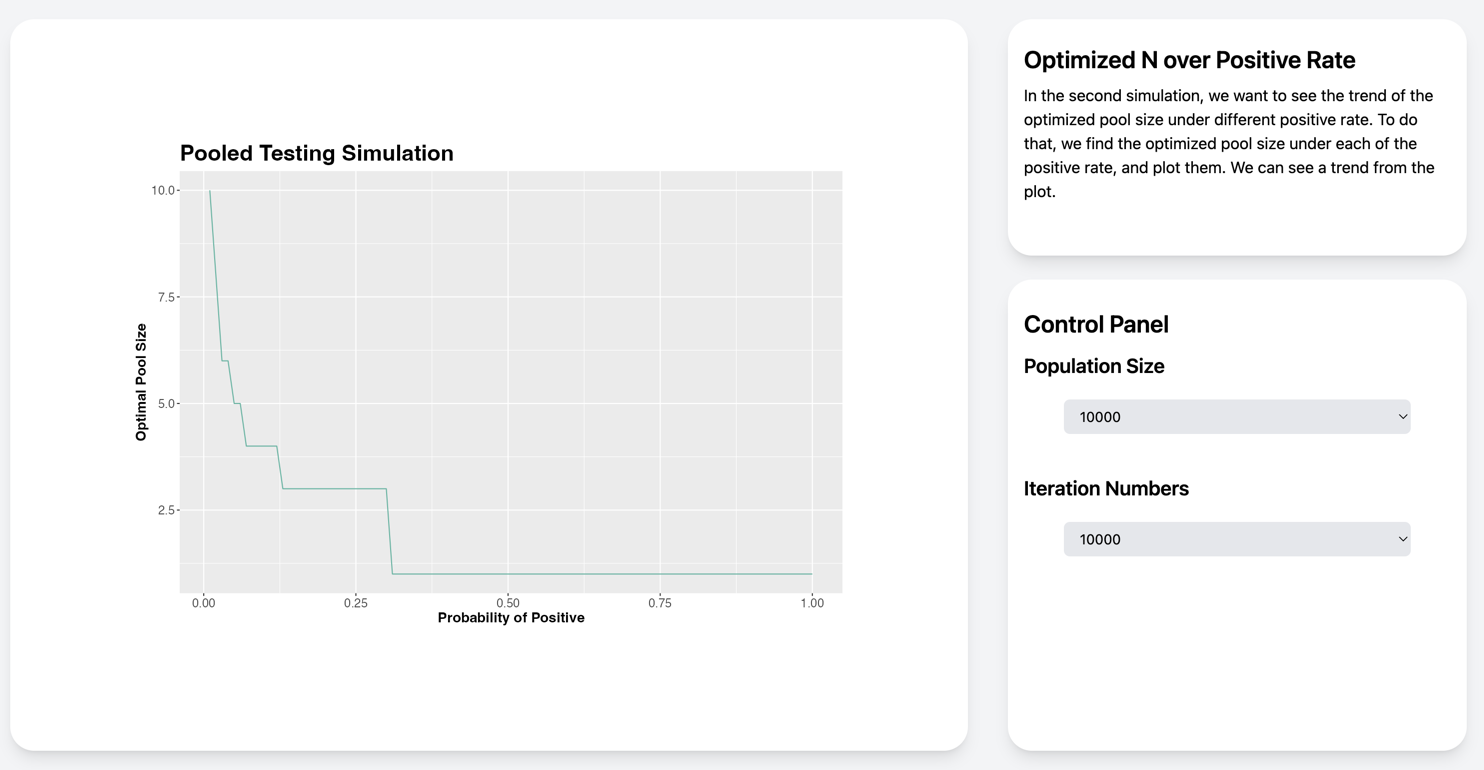 Pooled Testing Simulation
10.0
7.5
5.0
2.5
Optimal Pool Size
0.00 0.25 0.50 0.75 1.00
Probability of Positive
Optimized N over Positive Rate
In the second simulation, we want to see the trend of the
optimized pool size under different positive rate. To do
that, we find the optimized pool size under each of the
positive rate, and plot them. We can see a trend from the
plot.
Control Panel
Population Size
10000
Iteration Numbers
10000